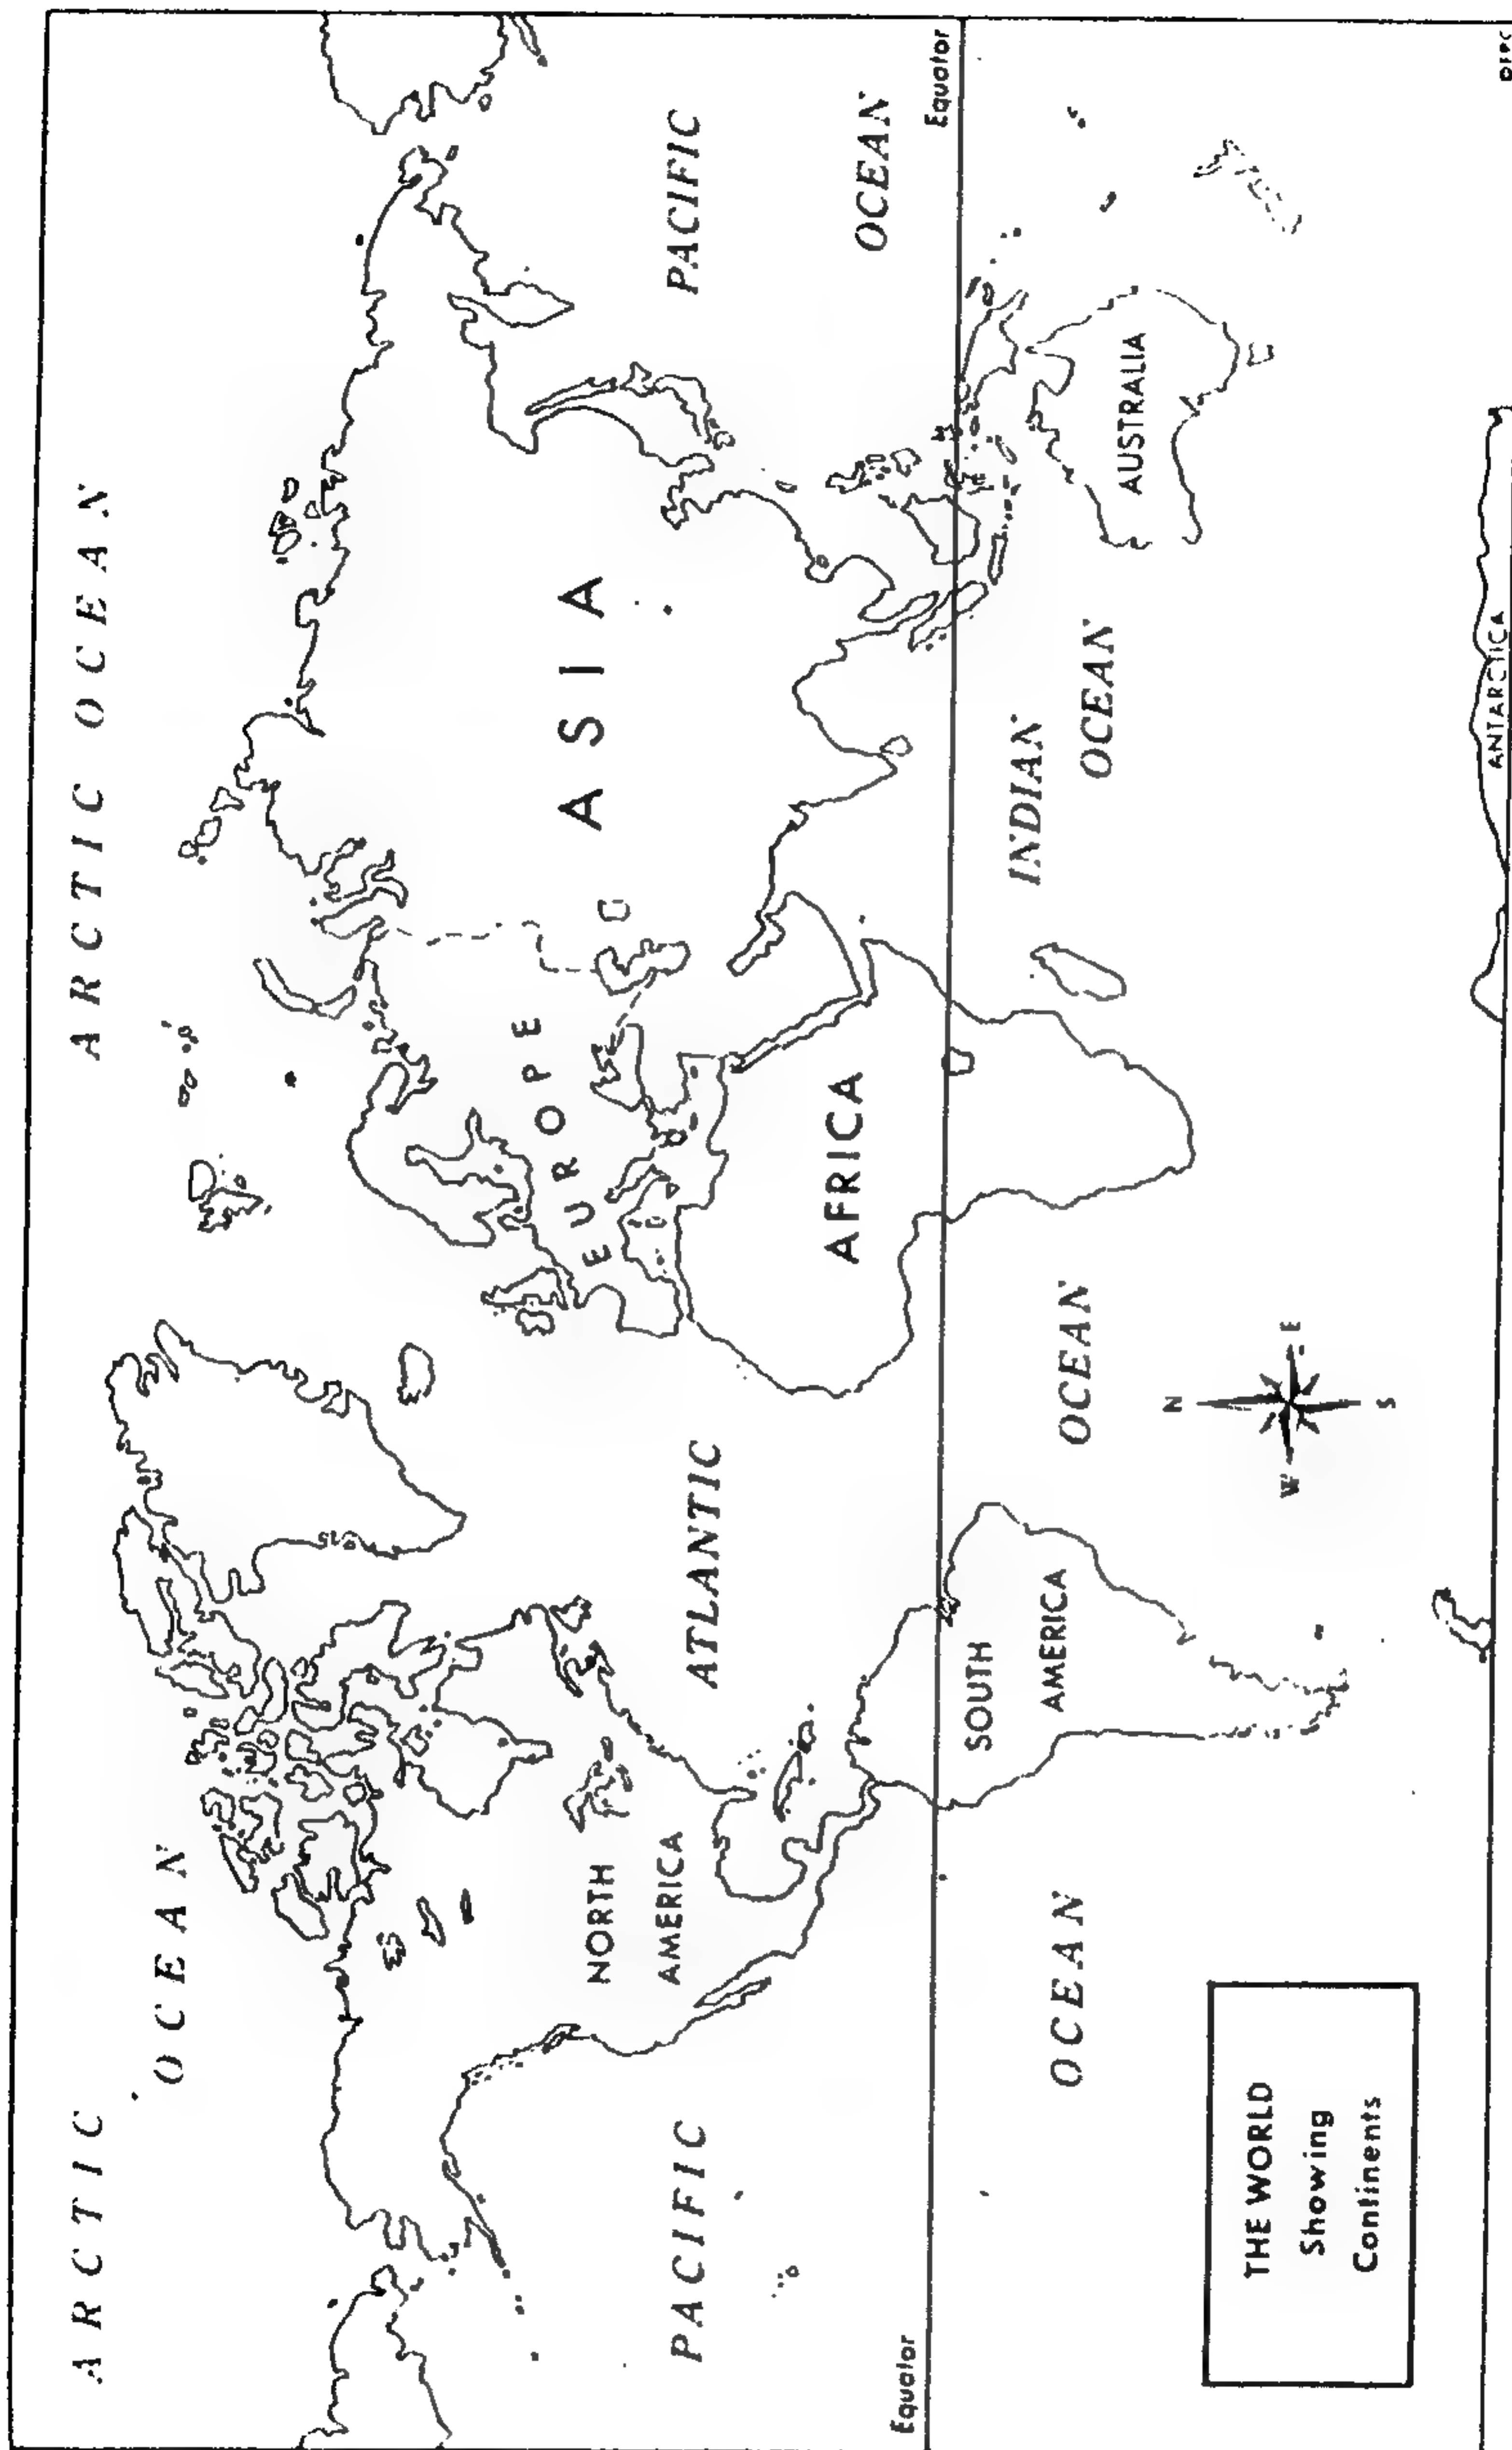 ARCTIC
OCEAN
ARCTIC OCEAN
NORTH
AMERICA
EUROPE
ASIA
PACIFIC
ATLANTIC
AFRICA
PACIFIC
OCEAN
Equator
Equator
SOUTH
AMERICA
INDIAN
OCEAN
AUSTRALIA
OCEAN
OCEAN
N
W E
S
THE WORLD
Showing
Continents
ANTARCTICA